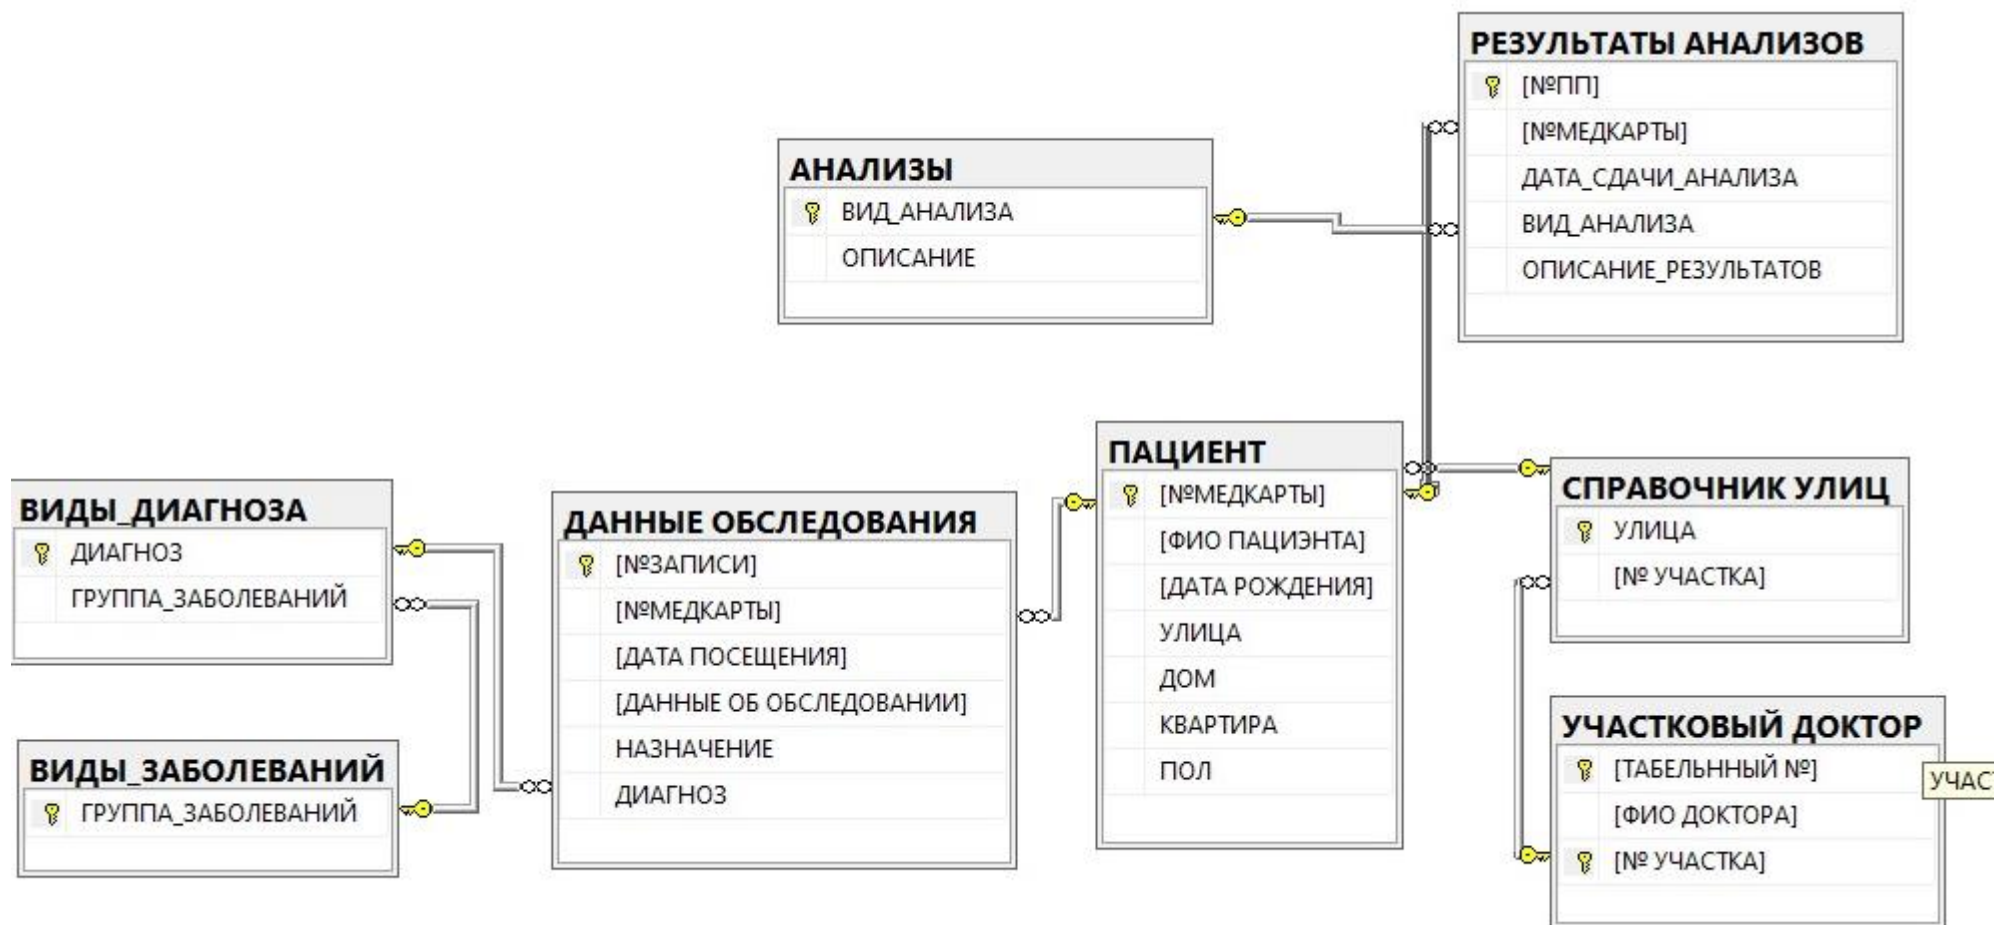 РЕЗУЛЬТАТЫ АНАЛИЗОВ
[№ПП]
[№МЕДКАРТЫ]
ДАТА_СДАЧИ_АНАЛИЗА
ВИД_АНАЛИЗА
ОПИСАНИЕ_РЕЗУЛЬТАТОВ
АНАЛИЗЫ
ВИД_АНАЛИЗА
ОПИСАНИЕ
ПАЦИЕНТ
[№МЕДКАРТЫ]
[ФИО ПАЦИЭНТА]
[ДАТА РОЖДЕНИЯ]
УЛИЦА
ДОМ
КВАРТИРА
ПОЛ
СПРАВОЧНИК УЛИЦ
УЛИЦА
[№ УЧАСТКА]
ВИДЫ_ДИАГНОЗА
ДИАГНОЗ
ГРУППА_ЗАБОЛЕВАНИЙ
ДАННЫЕ ОБСЛЕДОВАНИЯ
[№ЗАПИСИ]
[№МЕДКАРТЫ]
[ДАТА ПОСЕЩЕНИЯ]
[ДАННЫЕ ОБ ОБСЛЕДОВАНИИ]
НАЗНАЧЕНИЕ
ДИАГНОЗ
УЧАСТКОВЫЙ ДОКТОР
[ТАБЕЛЬННЫЙ №]
[ФИО ДОКТОРА]
[№ УЧАСТКА]
УЧАС
ВИДЫ_ЗАБОЛЕВАНИЙ
ГРУППА_ЗАБОЛЕВАНИЙ